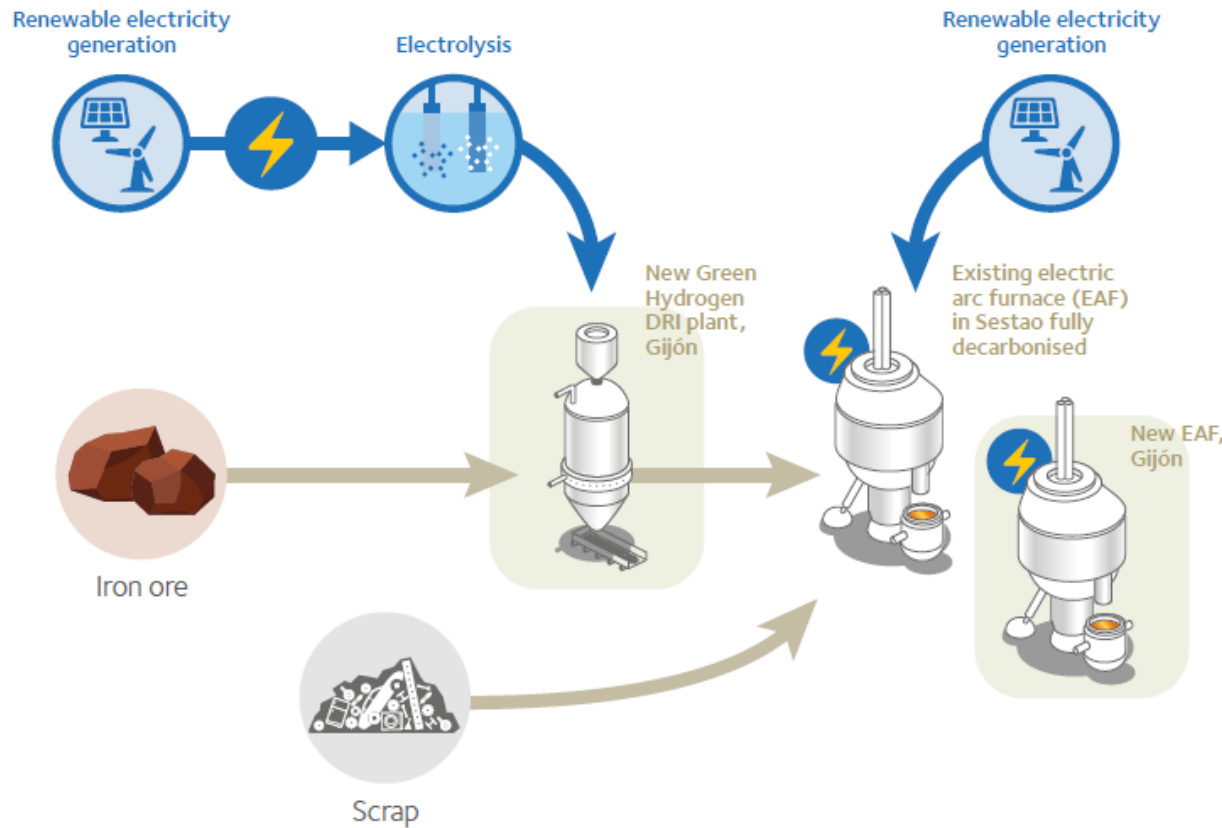 Renewable electricity
generation
Electrolysis
Renewable electricity
generation
New Green
Hydrogen
DRI plant,
Gijón
Existing electric
arc furnace (EAF)
in Sestao fully
decarbonised
New EAF,
Gijón
Iron ore
Scrap